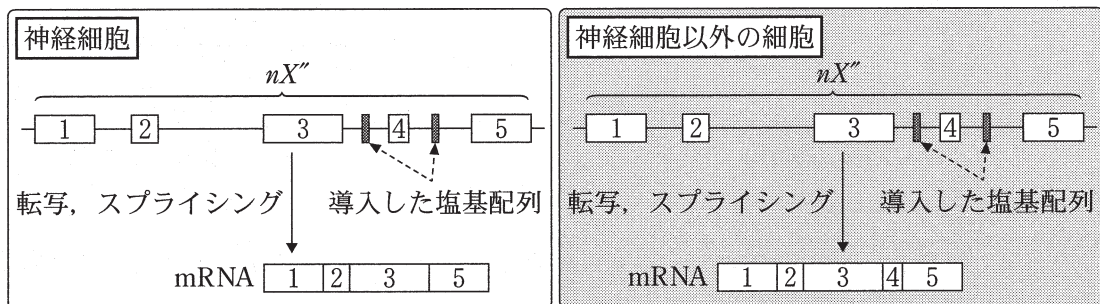 神経細胞
nX″
1 2 3 4 5
転写，スプライシング 導入した塩基配列
mRNA 1 2 3 5
神経細胞以外の細胞
nX″
1 2 3 4 5
転写，スプライシング 導入した塩基配列
mRNA 1 2 3 4 5